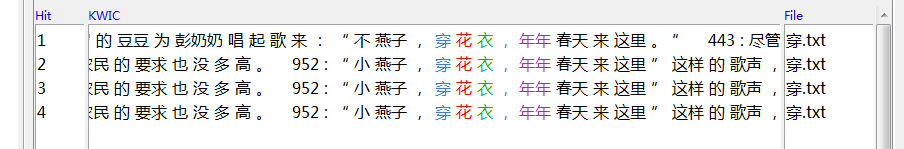 Hit KWIC File
1 ' 的 豆豆 为 彭奶奶 唱 起 歌 来 : “ 不 燕子 , 穿 花 衣 , 年年 春天 来 这里 。 ” 443 : 尽管 穿.txt
2 农民 的 要求 也 没 多 高 。 952 : “ 小 燕子 , 穿 花 衣 , 年年 春天 来 这里 ” 这样 的 歌声 , 穿.txt
3 农民 的 要求 也 没 多 高 。 952 : “ 小 燕子 , 穿 花 衣 , 年年 春天 来 这里 ” 这样 的 歌声 , 穿.txt
4 农民 的 要求 也 没 多 高 。 952 : “ 小 燕子 , 穿 花 衣 , 年年 春天 来 这里 ” 这样 的 歌声 , 穿.txt